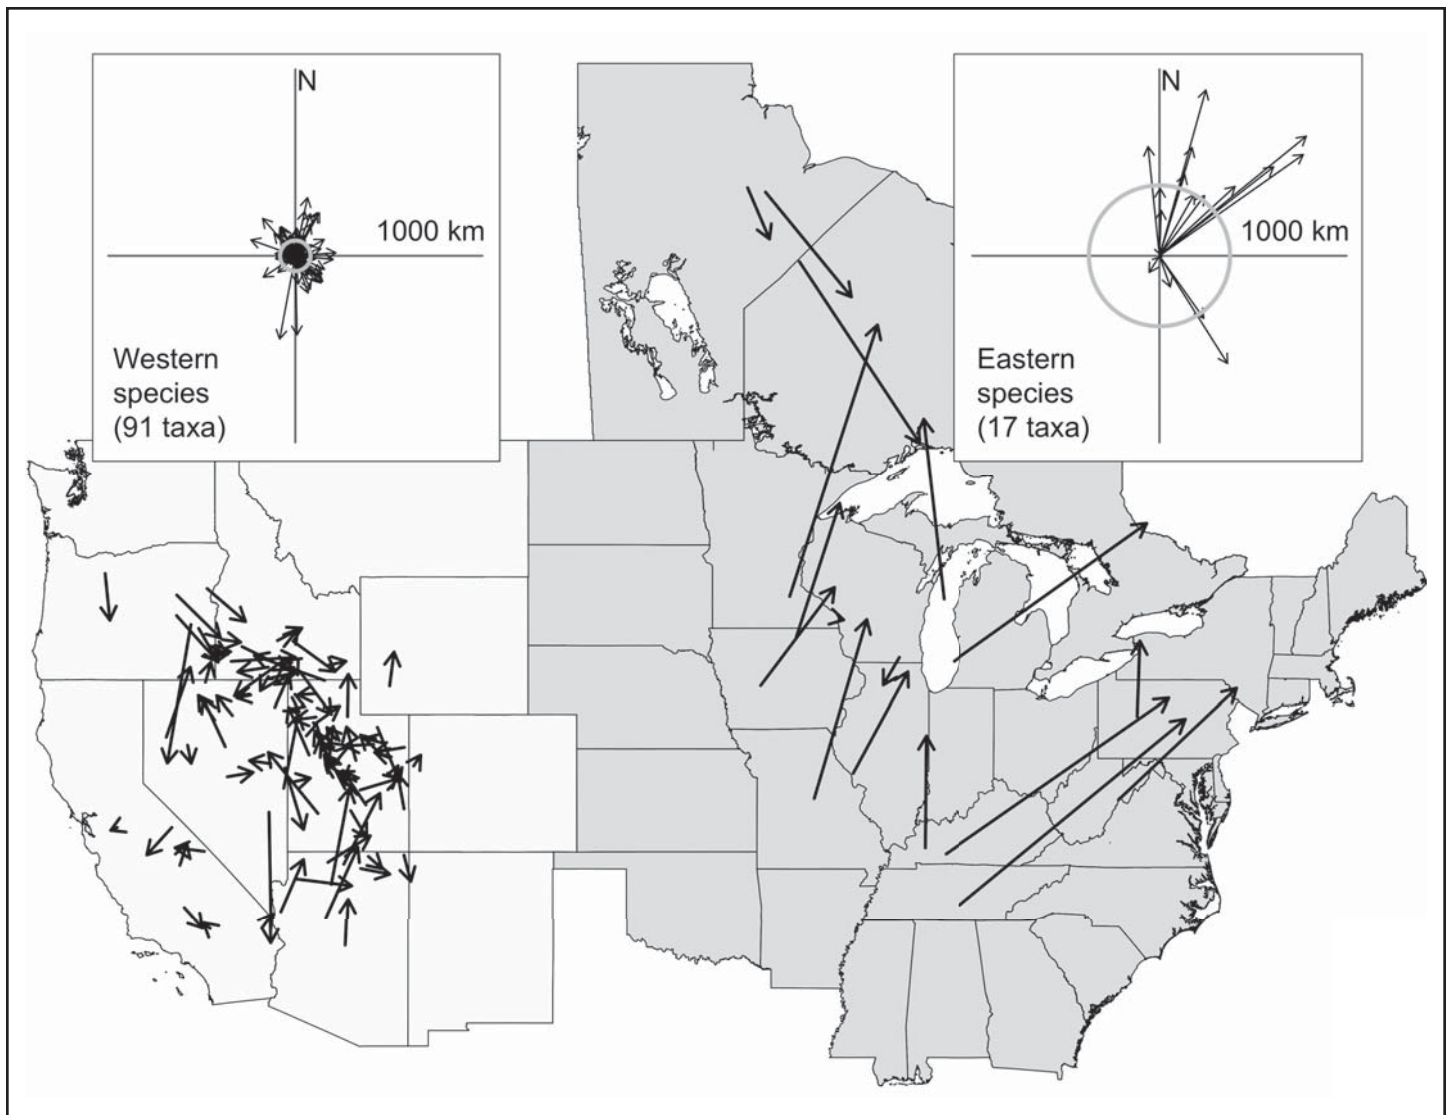 N
1000 km
Western
species
(91 taxa)
N
1000 km
Eastern
species
(17 taxa)